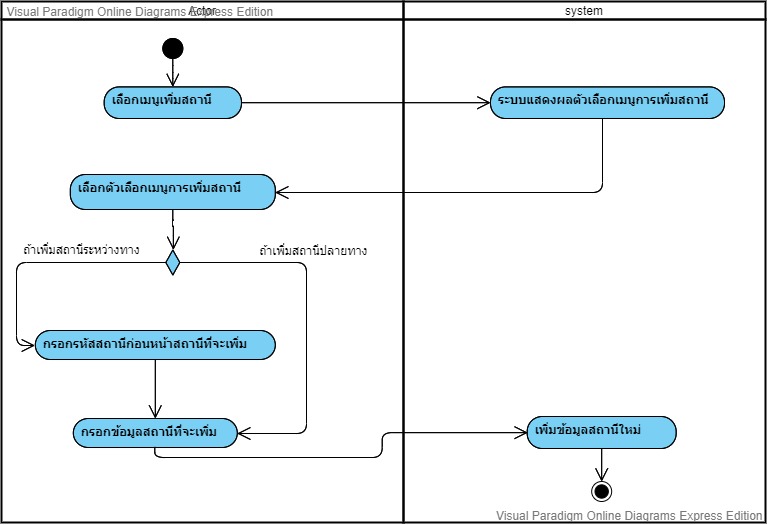 Visual Paradigm Online Diagrams Express Edition
Actor
system
เลือกเมนูเพิ่มสถานี
ระบบแสดงผลตัวเลือกเมนูการเพิ่มสถานี
เลือกตัวเลือกเมนูการเพิ่มสถานี
ถ้าเพิ่มสถานีระหว่างทาง
ถ้าเพิ่มสถานีปลายทาง
กรอกรหัสสถานีก่อนหน้าสถานีที่จะเพิ่ม
กรอกข้อมูลสถานีที่จะเพิ่ม
เพิ่มข้อมูลสถานีใหม่
Visual Paradigm Online Diagrams Express Edition